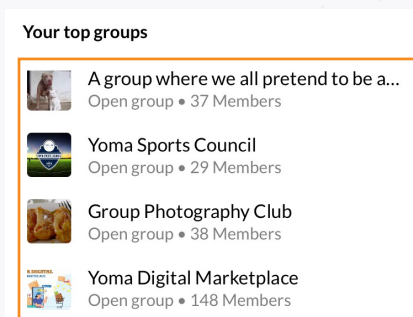 Your top groups
A group where we all pretend to be a...
Open group • 37 Members
Yoma Sports Council
Open group • 29 Members
Group Photography Club
Open group • 38 Members
Yoma Digital Marketplace
Open group • 148 Members